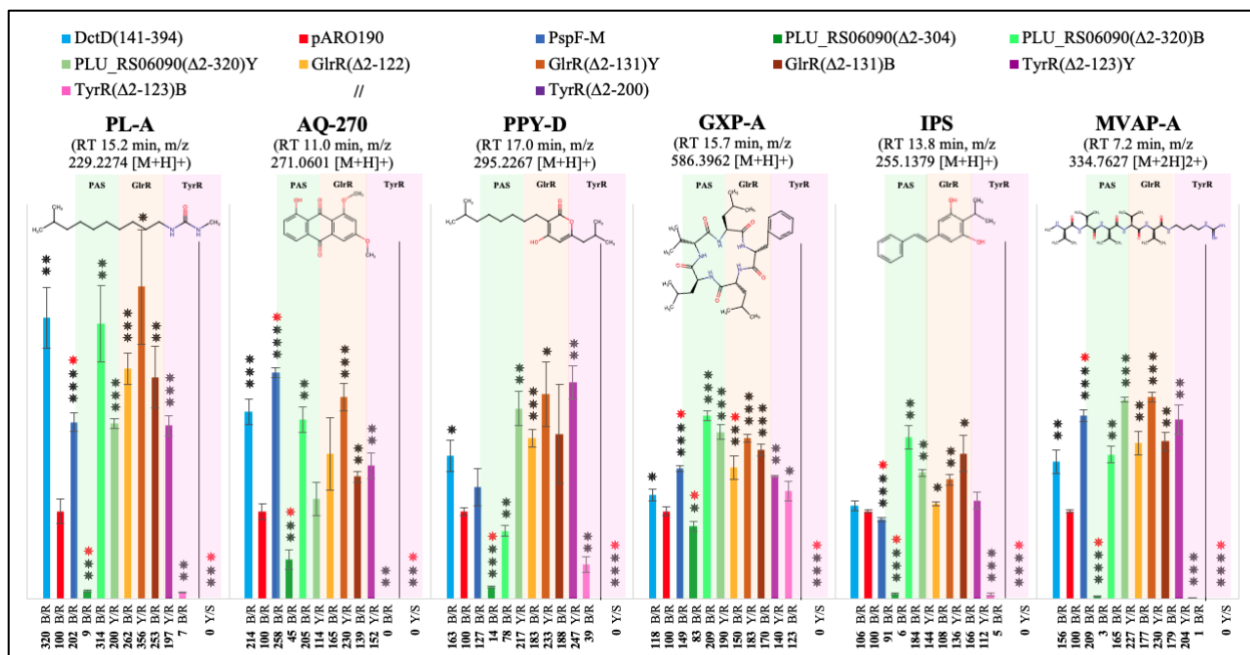 DctD(141-394) pARO190 PspF-M PLU_RS06090(Δ2-304) PLU_RS06090(Δ2-320)B
PLU_RS06090(Δ2-320)Y GlrR(Δ2-122) GlrR(Δ2-131)Y GlrR(Δ2-131)B TyrR(Δ2-123)Y
TyrR(Δ2-123)B // TyrR(Δ2-200)
PL-A
(RT 15.2 min, m/z
229.2274 [M+H]+)
PAS GlrR TyrR
320 B/R
100 B/R
202 B/R
9 B/R
314 B/R
200 Y/R
262 B/R
356 Y/R
253 B/R
197 Y/R
7 B/R
0 Y/S
AQ-270
(RT 11.0 min, m/z
271.0601 [M+H]+)
PAS GlrR TyrR
214 B/R
100 B/R
258 B/R
45 B/R
205 B/R
114 Y/R
165 B/R
230 Y/R
139 B/R
152 Y/R
0 B/R
0 Y/S
PPY-D
(RT 17.0 min, m/z
295.2267 [M+H]+)
PAS GlrR TyrR
163 B/R
100 B/R
127 B/R
14 B/R
78 B/R
217 Y/R
183 B/R
233 Y/R
188 B/R
247 Y/R
39 B/R
0 Y/S
GXP-A
(RT 15.7 min, m/z
586.3962 [M+H]+)
PAS GlrR TyrR
118 B/R
100 B/R
149 B/R
83 B/R
209 B/R
190 Y/R
150 B/R
183 Y/R
170 B/R
140 Y/R
123 B/R
0 Y/S
IPS
(RT 13.8 min, m/z
255.1379 [M+H]+)
PAS GlrR TyrR
106 B/R
100 B/R
91 B/R
6 B/R
184 B/R
144 Y/R
108 B/R
136 Y/R
166 B/R
112 Y/R
5 B/R
0 Y/S
MVAP-A
(RT 7.2 min, m/z
334.7627 [M+2H]2+)
PAS GlrR TyrR
156 B/R
100 B/R
209 B/R
3 B/R
165 B/R
227 Y/R
177 B/R
230 Y/R
179 B/R
204 Y/R
1 B/R
0 Y/S